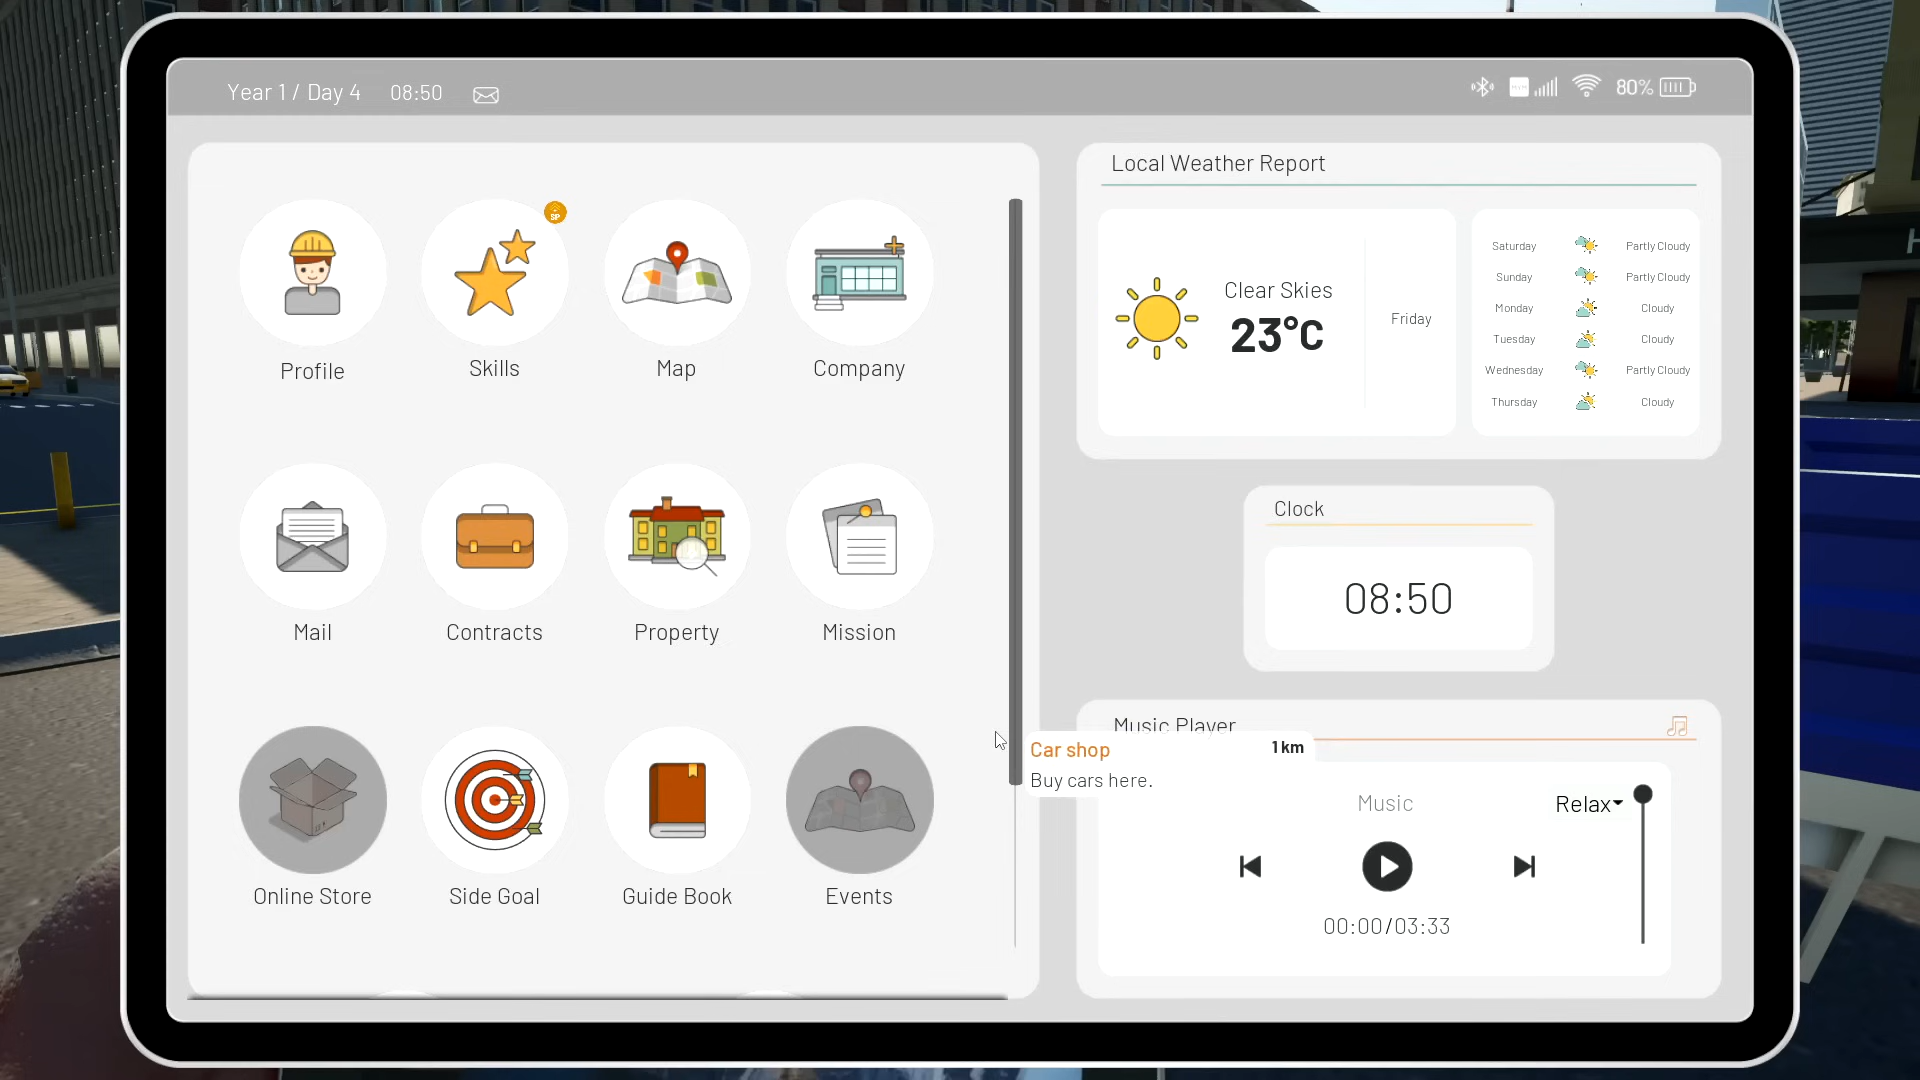 Year 1 / Day 4 08:50
80%
SP
Profile Skills Map Company
Mail Contracts Property Mission
Online Store Side Goal Guide Book Events
Local Weather Report
Clear Skies
23°C
Friday
Saturday Partly Cloudy
Sunday Partly Cloudy
Monday Cloudy
Tuesday Cloudy
Wednesday Partly Cloudy
Thursday Cloudy
Clock
08:50
Music Player
Car shop 1 km
Buy cars here.
Music
Relax
00:00/03:33